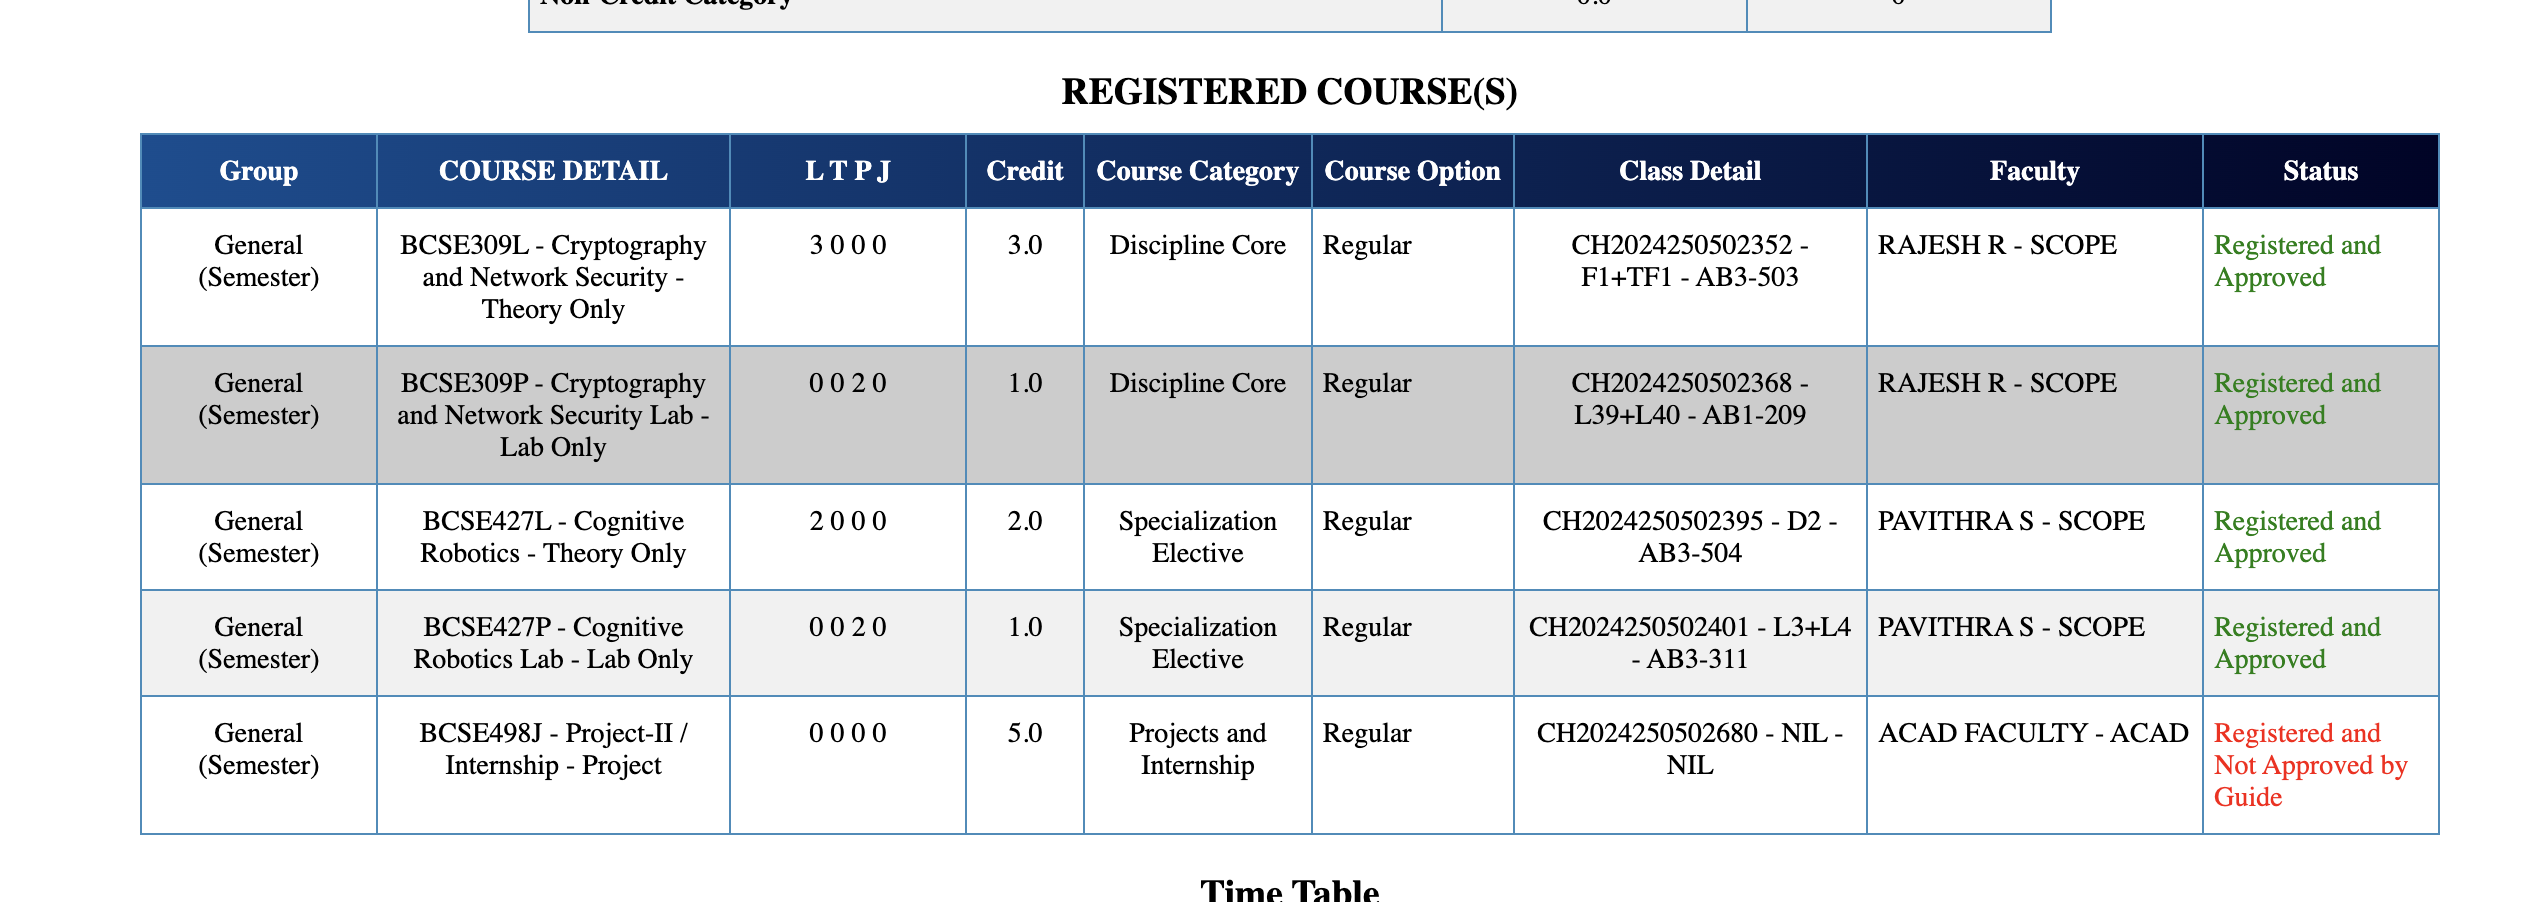 Non-Credit Category 0.0 0
REGISTERED COURSE(S)
Group COURSE DETAIL L T P J Credit Course Category Course Option Class Detail Faculty Status
General BCSE309L - Cryptography 3 0 0 0 3.0 Discipline Core Regular CH2024250502352 - RAJESH R - SCOPE Registered and
(Semester) and Network Security - F1+TF1 - AB3-503 Approved
Theory Only
General BCSE309P - Cryptography 0 0 2 0 1.0 Discipline Core Regular CH2024250502368 - RAJESH R - SCOPE Registered and
(Semester) and Network Security Lab - L39+L40 - AB1-209 Approved
Lab Only
General BCSE427L - Cognitive 2 0 0 0 2.0 Specialization Regular CH2024250502395 - D2 - PAVITHRA S - SCOPE Registered and
(Semester) Robotics - Theory Only Elective AB3-504 Approved
General BCSE427P - Cognitive 0 0 2 0 1.0 Specialization Regular CH2024250502401 - L3+L4 PAVITHRA S - SCOPE Registered and
(Semester) Robotics Lab - Lab Only Elective - AB3-311 Approved
General BCSE498J - Project-II / 0 0 0 0 5.0 Projects and Regular CH2024250502680 - NIL - ACAD FACULTY - ACAD Registered and
(Semester) Internship - Project Internship NIL Not Approved by
Guide
Time Table